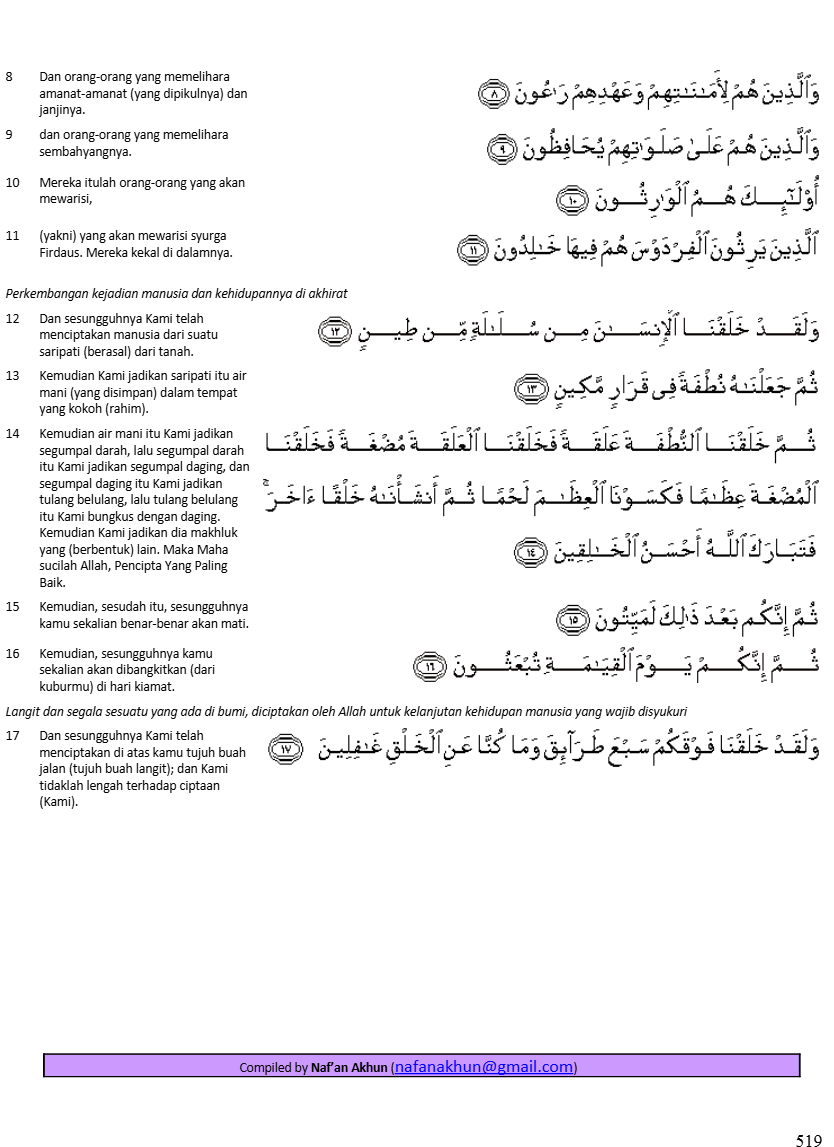 8 Dan orang-orang yang memelihara
amanat-amanat (yang dipikulnya) dan
janjinya.
وَٱلَّذِينَ هُمْ لِأَمَـٰنَـٰتِهِمْ وَعَهْدِهِمْ رَٰعُونَ ﴿٨﴾
9 dan orang-orang yang memelihara
sembahyangnya.
وَٱلَّذِينَ هُمْ عَلَىٰ صَلَوَٰتِهِمْ يُحَافِظُونَ ﴿٩﴾
10 Mereka itulah orang-orang yang akan
mewarisi,
أُوْلَـٰٓئِكَ هُمُ ٱلْوَٰرِثُونَ ﴿١٠﴾
11 (yakni) yang akan mewarisi syurga
Firdaus. Mereka kekal di dalamnya.
ٱلَّذِينَ يَرِثُونَ ٱلْفِرْدَوْسَ هُمْ فِيهَا خَـٰلِدُونَ ﴿١١﴾
Perkembangan kejadian manusia dan kehidupannya di akhirat
12 Dan sesungguhnya Kami telah
menciptakan manusia dari suatu
saripati (berasal) dari tanah.
وَلَقَدْ خَلَقْنَا ٱلْإِنسَـٰنَ مِن سُلَـٰلَةٍ مِّن طِينٍ ﴿١٢﴾
13 Kemudian Kami jadikan saripati itu air
mani (yang disimpan) dalam tempat
yang kokoh (rahim).
ثُمَّ جَعَلْنَـٰهُ نُطْفَةً فِى قَرَارٍ مَّكِينٍ ﴿١٣﴾
14 Kemudian air mani itu Kami jadikan
segumpal darah, lalu segumpal darah
itu Kami jadikan segumpal daging, dan
segumpal daging itu Kami jadikan
tulang belulang, lalu tulang belulang
itu Kami bungkus dengan daging.
Kemudian Kami jadikan dia makhluk
yang (berbentuk) lain. Maka Maha
sucilah Allah, Pencipta Yang Paling
Baik.
ثُمَّ خَلَقْنَا ٱلنُّطْفَةَ عَلَقَةً فَخَلَقْنَا ٱلْعَلَقَةَ مُضْغَةً فَخَلَقْنَا
ٱلْمُضْغَةَ عِظَـٰمًا فَكَسَوْنَا ٱلْعِظَـٰمَ لَحْمًا ثُمَّ أَنشَأْنَـٰهُ خَلْقًا ءَاخَرَ ۚ
فَتَبَارَكَ ٱللَّهُ أَحْسَنُ ٱلْخَـٰلِقِينَ ﴿١٤﴾
15 Kemudian, sesudah itu, sesungguhnya
kamu sekalian benar-benar akan mati.
ثُمَّ إِنَّكُم بَعْدَ ذَٰلِكَ لَمَيِّتُونَ ﴿١٥﴾
16 Kemudian, sesungguhnya kamu
sekalian akan dibangkitkan (dari
kuburmu) di hari kiamat.
ثُمَّ إِنَّكُمْ يَوْمَ ٱلْقِيَـٰمَةِ تُبْعَثُونَ ﴿١٦﴾
Langit dan segala sesuatu yang ada di bumi, diciptakan oleh Allah untuk kelanjutan kehidupan manusia yang wajib disyukuri
17 Dan sesungguhnya Kami telah
menciptakan di atas kamu tujuh buah
jalan (tujuh buah langit); dan Kami
tidaklah lengah terhadap ciptaan
(Kami).
وَلَقَدْ خَلَقْنَا فَوْقَكُمْ سَبْعَ طَرَآئِقَ وَمَا كُنَّا عَنِ ٱلْخَلْقِ غَـٰفِلِينَ ﴿١٧﴾
Compiled by Naf’an Akhun (nafanakhun@gmail.com)
519